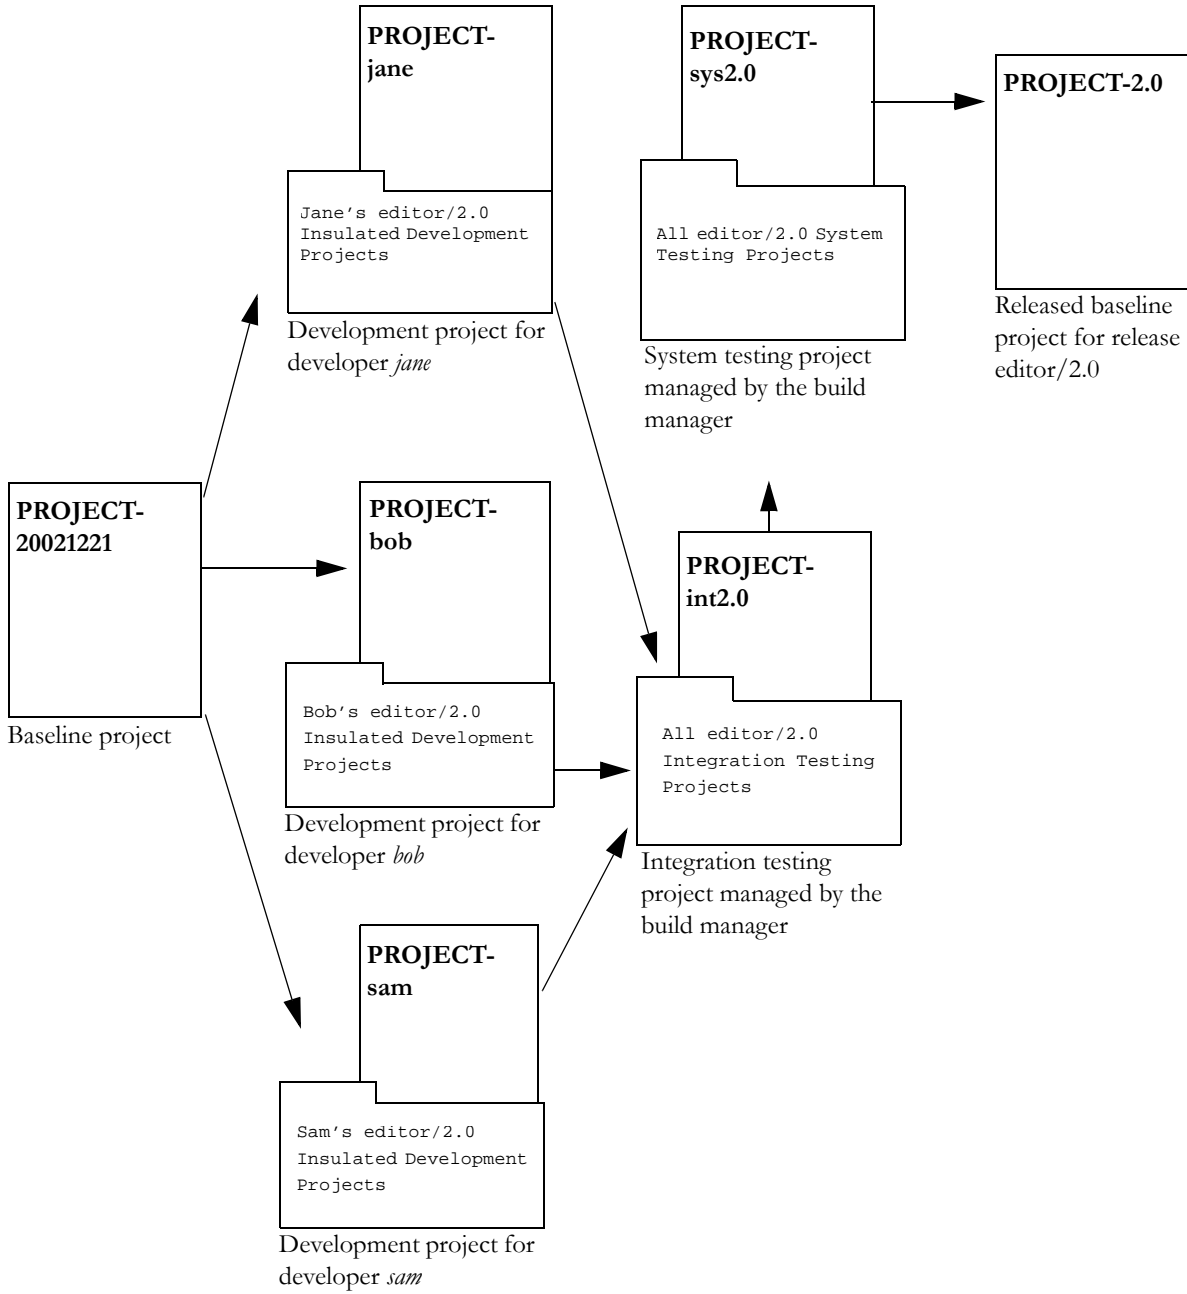 PROJECT-
jane
Jane's editor/2.0
Insulated Development
Projects
Development project for
developer jane
PROJECT-
sys2.0
All editor/2.0 System
Testing Projects
System testing project
managed by the build
manager
PROJECT-2.0
Released baseline
project for release
editor/2.0
PROJECT-
20021221
Baseline project
PROJECT-
bob
Bob's editor/2.0
Insulated Development
Projects
Development project for
developer bob
PROJECT-
int2.0
All editor/2.0
Integration Testing
Projects
Integration testing
project managed by the
build manager
PROJECT-
sam
Sam's editor/2.0
Insulated Development
Projects
Development project for
developer sam